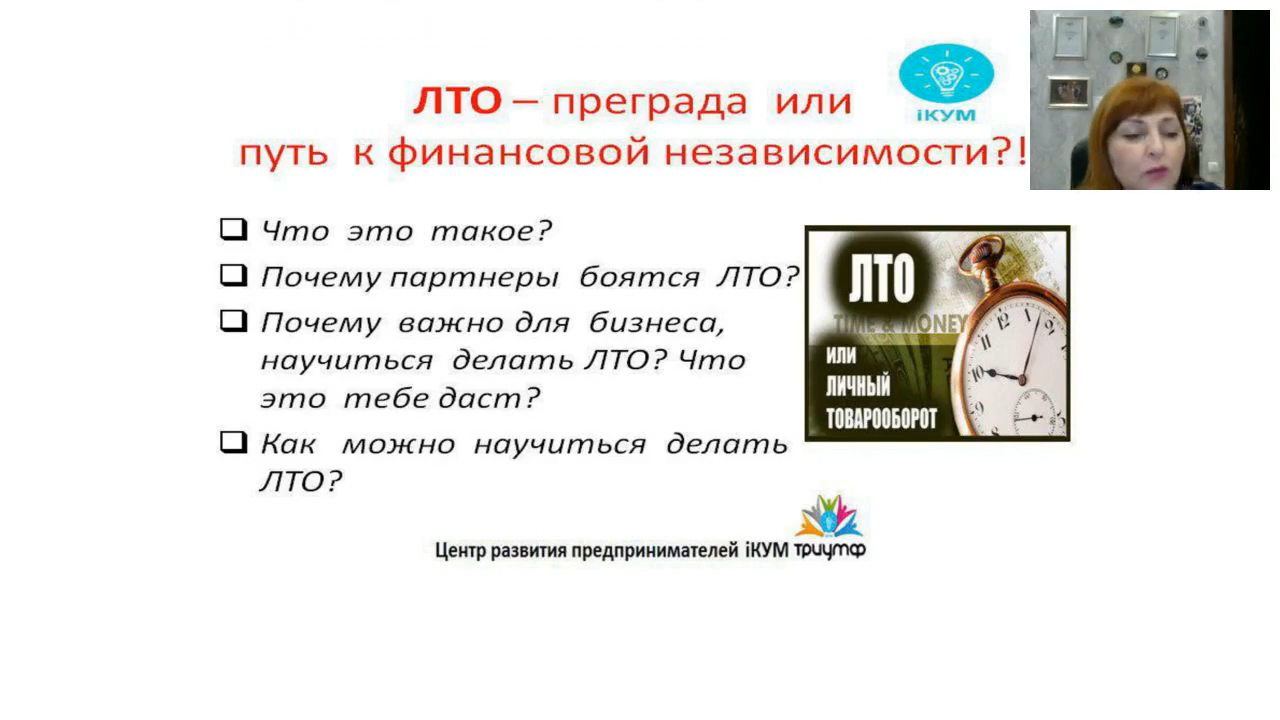 ЛТО – преграда или
путь к финансовой независимости?!
іКУМ
Что это такое?
Почему партнеры боятся ЛТО?
Почему важно для бизнеса,
научиться делать ЛТО? Что
это тебе даст?
Как можно научиться делать
ЛТО?
ЛТО
TIME & MONEY
ИЛИ
ЛИЧНЫЙ
ТОВАРООБОРОТ
Центр развития предпринимателей іКУМ триумф